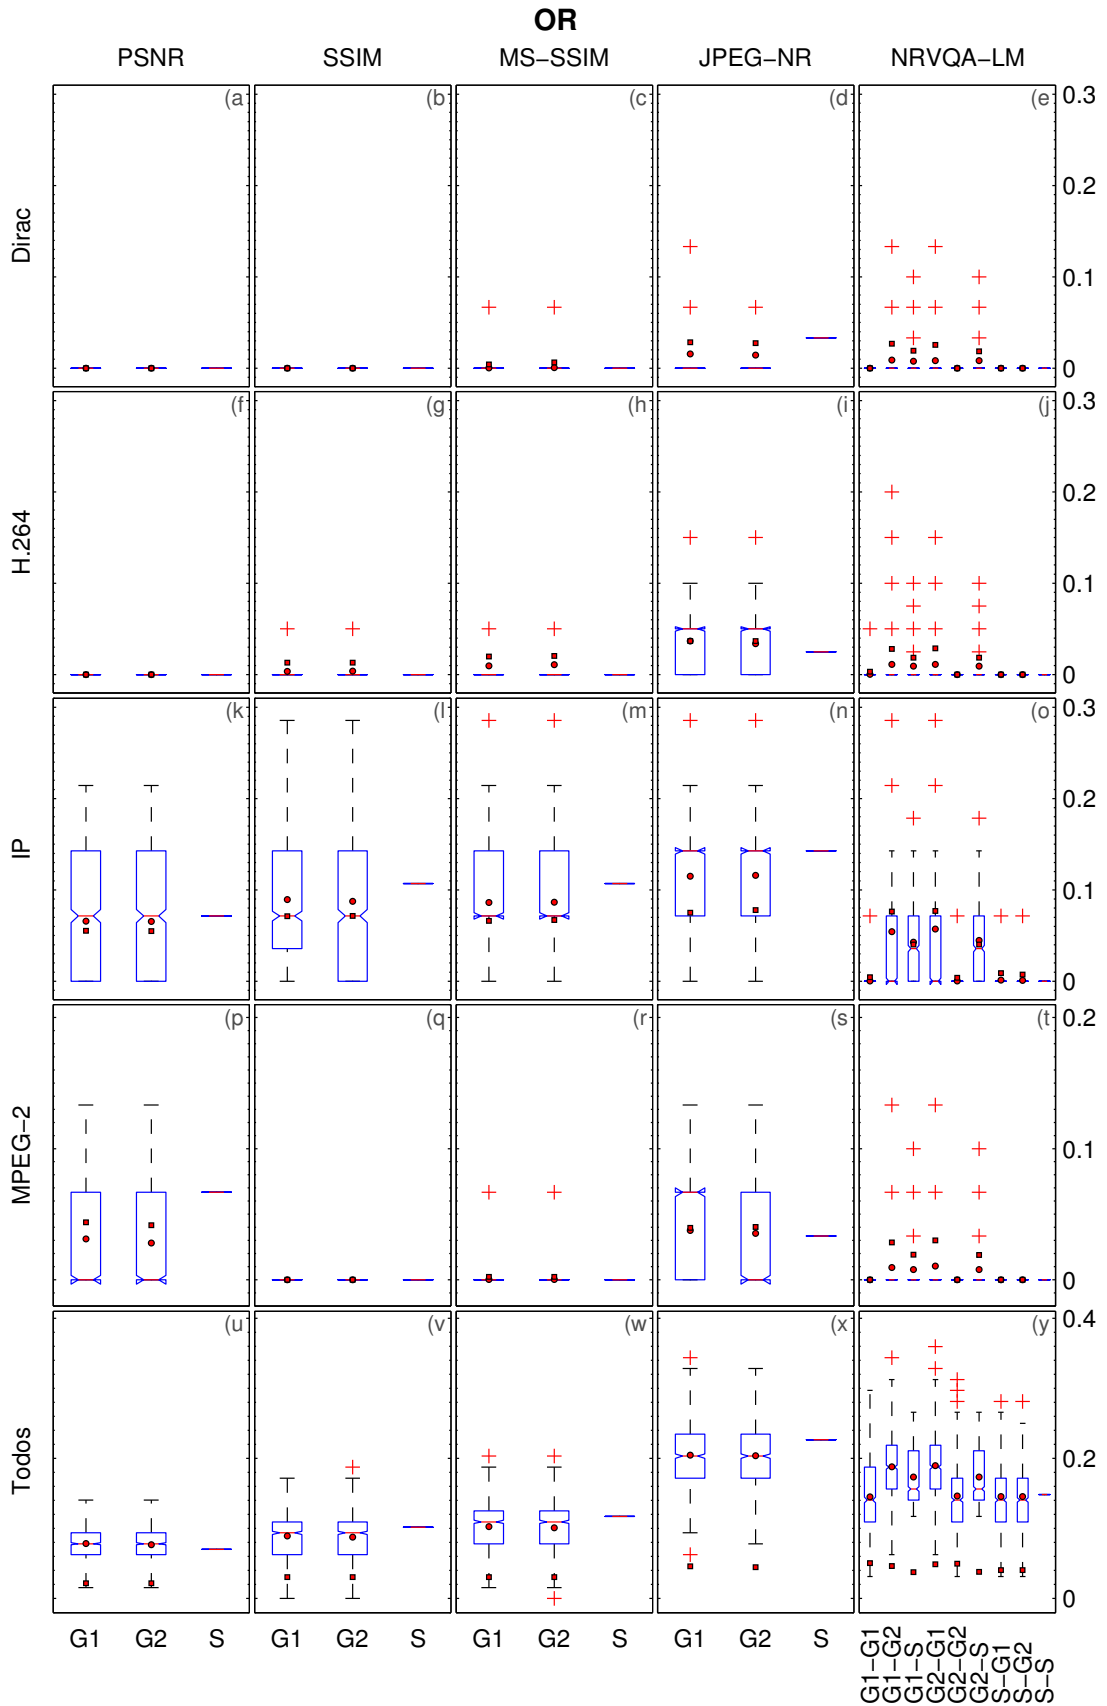 OR
PSNR SSIM MS−SSIM JPEG−NR NRVQA−LM
Dirac
(a (b (c (d (e
0.3
0.2
0.1
0
H.264
(f (g (h (i (j
0.3
0.2
0.1
0
IP
(k (l (m (n (o
0.3
0.2
0.1
0
MPEG−2
(p (q (r (s (t
0.2
0.1
0
Todos
(u (v (w (x (y
0.4
0.2
0
G1 G2 S G1 G2 S G1 G2 S G1 G2 S
G1−G1
G1−G2
G1−S
G2−G1
G2−G2
G2−S
S−G1
S−G2
S−S